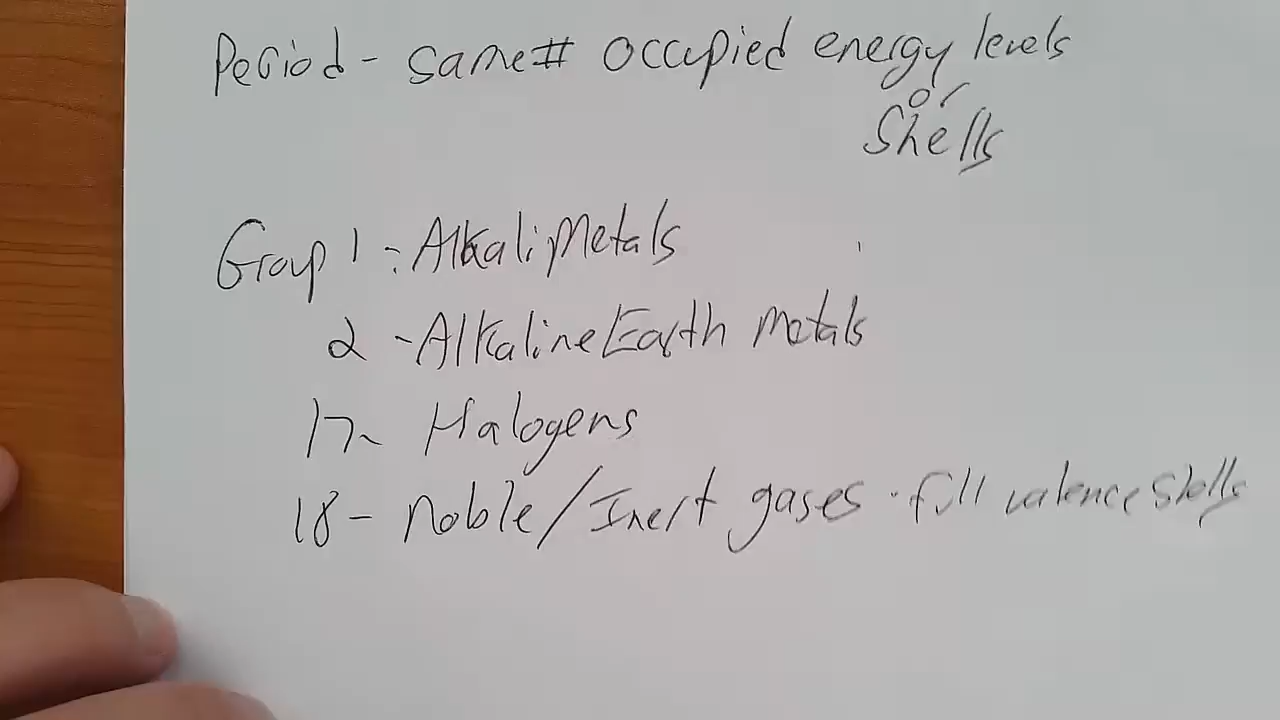 Period - same # occupied energy levels
or
Shells
Group 1 : Alkali Metals
2 - Alkaline Earth Metals
17 - Halogens
18 - Noble/Inert gases - full valence Shells